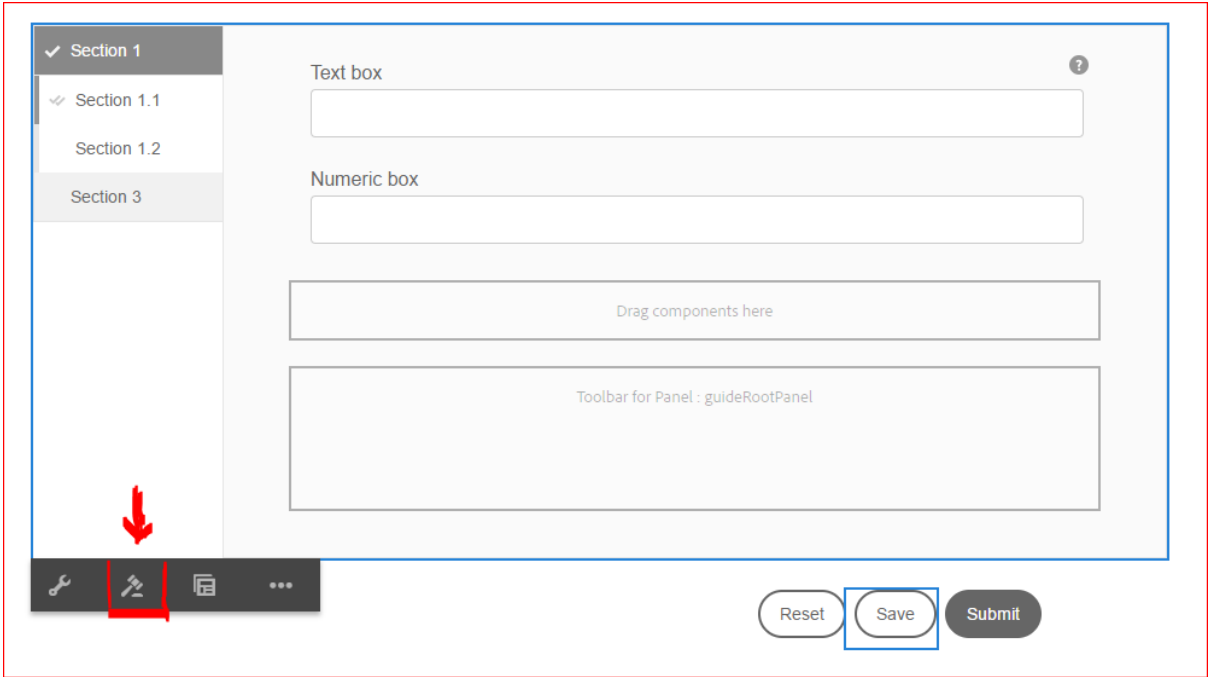 Section 1
Section 1.1
Section 1.2
Section 3
Text box
?
Numeric box
Drag components here
Toolbar for Panel : guideRootPanel
Reset
Save
Submit